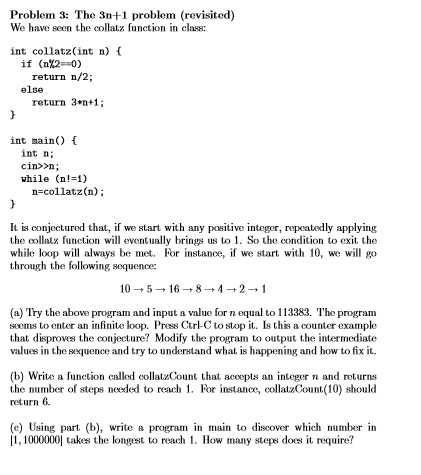 Problem 3: The 3n+1 problem (revisited)
We have seen the collatz function in class:
int collatz(int n) {
if (n%2==0)
return n/2;
else
return 3*n+1;
}
int main() {
int n;
cin>>n;
while (n!=1)
n=collatz(n);
}
It is conjectured that, if we start with any positive integer, repeatedly applying
the collatz function will eventually brings us to 1. So the condition to exit the
while loop will always be met. For instance, if we start with 10, we will go
through the following sequence:
10 → 5 → 16 → 8 → 4 → 2 → 1
(a) Try the above program and input a value for n equal to 113383. The program
seems to enter an infinite loop. Press Ctrl-C to stop it. Is this a counter example
that disproves the conjecture? Modify the program to output the intermediate
values in the sequence and try to understand what is happening and how to fix it.
(b) Write a function called collatzCount that accepts an integer n and returns
the number of steps needed to reach 1. For instance, collatzCount(10) should
return 6.
(c) Using part (b), write a program in main to discover which number in
[1, 1000000] takes the longest to reach 1. How many steps does it require?